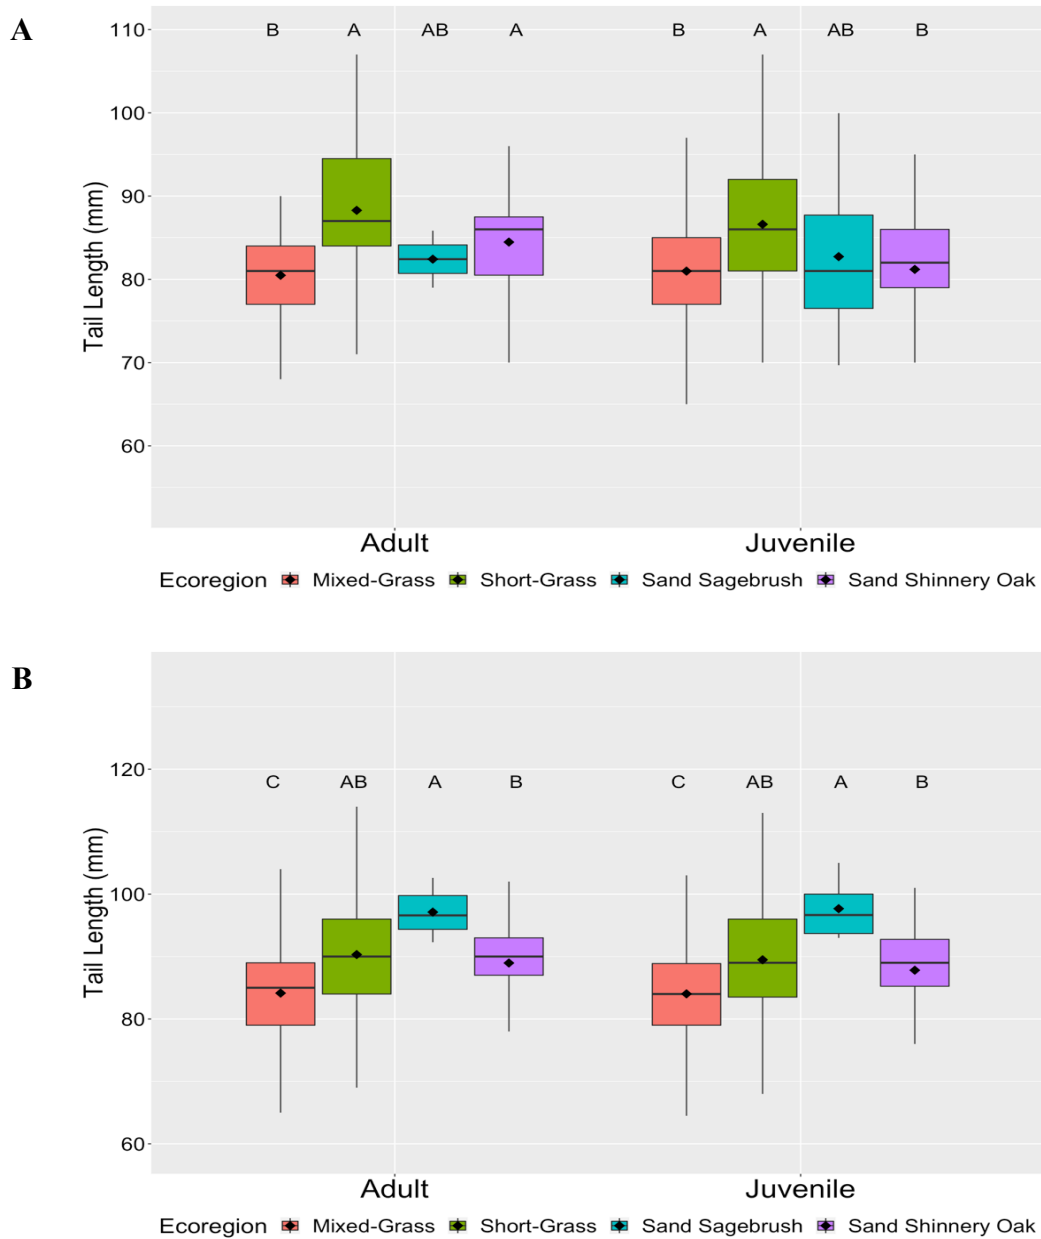 A
110
B A AB A B A AB B
100
90
80
70
60
Tail Length (mm)
Adult Juvenile
Ecoregion Mixed-Grass Short-Grass Sand Sagebrush Sand Shinnery Oak
B
120
C AB A B C AB A B
100
80
60
Tail Length (mm)
Adult Juvenile
Ecoregion Mixed-Grass Short-Grass Sand Sagebrush Sand Shinnery Oak